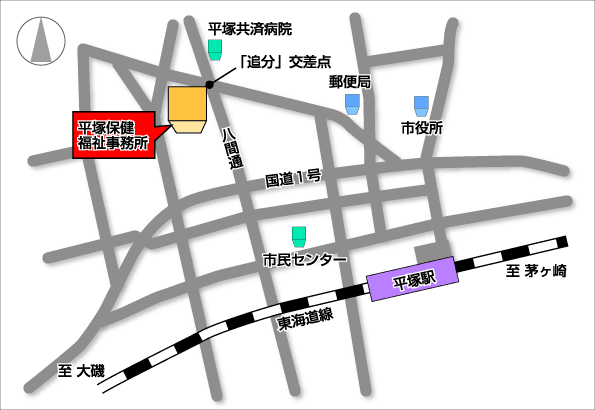 平塚共済病院
「追分」交差点
郵便局
市役所
平塚保健
福祉事務所
八間通
国道1号
市民センター
平塚駅
至 茅ヶ崎
東海道線
至 大磯